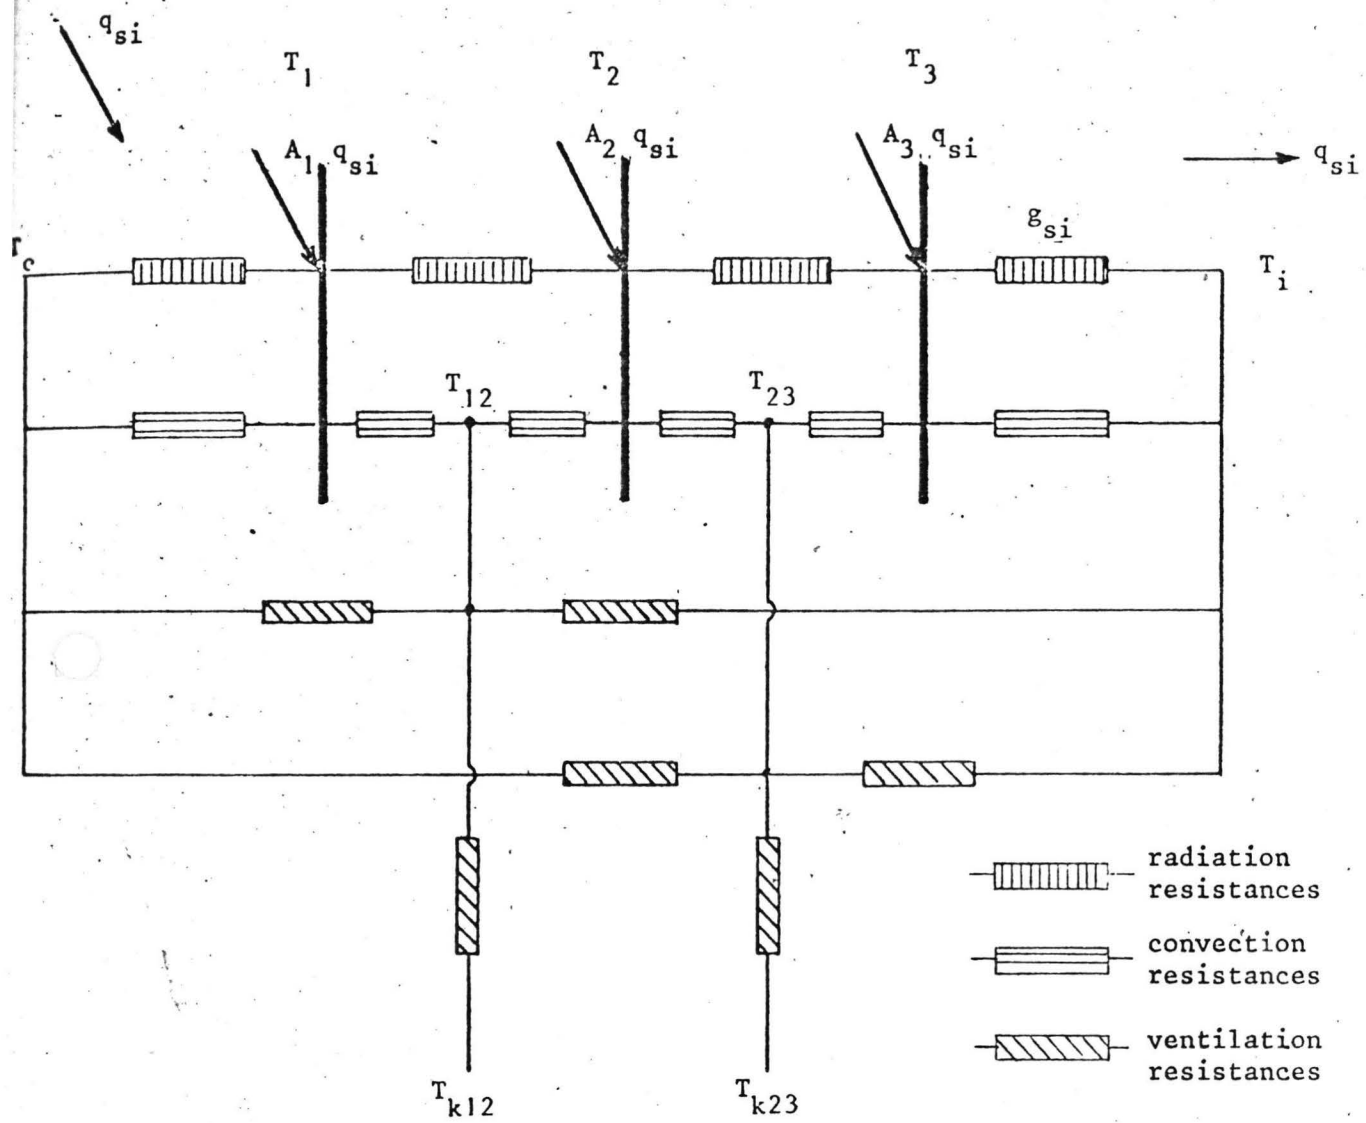 q_si
T_1 T_2 T_3
A_1 q_si A_2 q_si A_3 q_si q_si
g_si
T_i
T_12 T_23
T_k12 T_k23
radiation
resistances
convection
resistances
ventilation
resistances